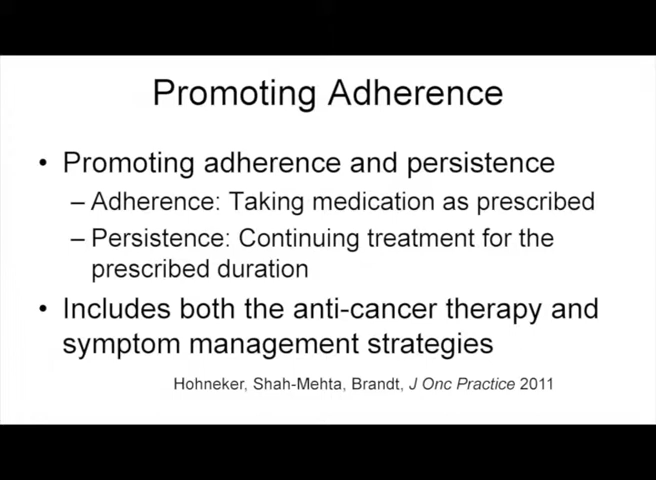 Promoting Adherence
• Promoting adherence and persistence
– Adherence: Taking medication as prescribed
– Persistence: Continuing treatment for the
prescribed duration
• Includes both the anti-cancer therapy and
symptom management strategies
Hohneker, Shah-Mehta, Brandt, J Onc Practice 2011